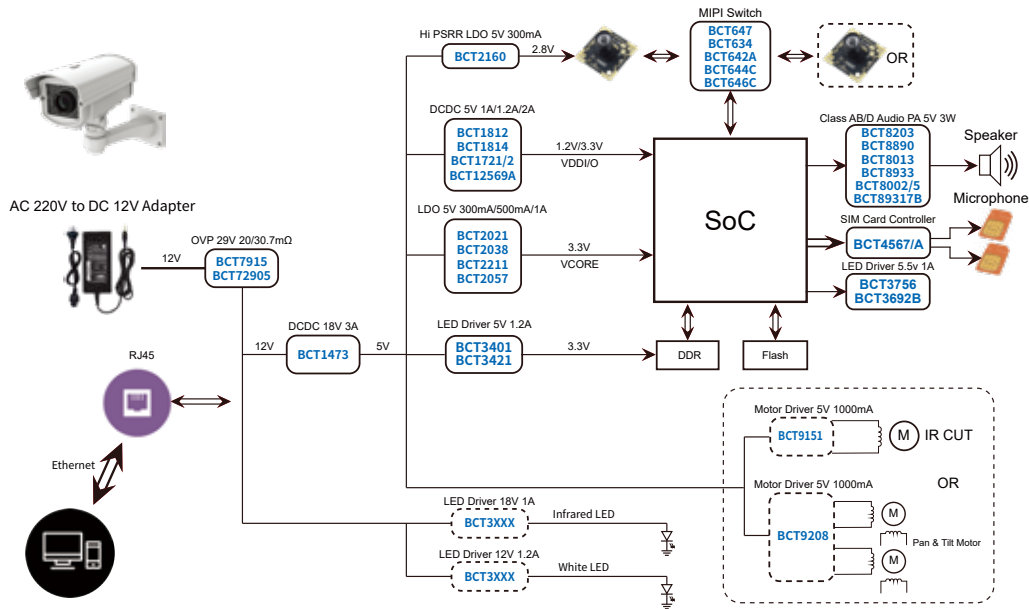 MIPI Switch
BCT647
BCT634
BCT642A
BCT644C
BCT646C
Hi PSRR LDO 5V 300mA
BCT2160
2.8V
OR
DCDC 5V 1A/1.2A/2A
BCT1812
BCT1814
BCT1721/2
BCT12569A
1.2V/3.3V
VDDI/O
Class AB/D Audio PA 5V 3W
BCT8203
BCT8890
BCT8013
BCT8933
BCT8002/5
BCT89317B
Speaker
Microphone
AC 220V to DC 12V Adapter
12V
OVP 29V 20/30.7mΩ
BCT7915
BCT72905
LDO 5V 300mA/500mA/1A
BCT2021
BCT2038
BCT2211
BCT2057
3.3V
VCORE
SoC
SIM Card Controller
BCT4567/A
LED Driver 5.5v 1A
BCT3756
BCT3692B
12V
DCDC 18V 3A
BCT1473
5V
LED Driver 5V 1.2A
BCT3401
BCT3421
3.3V
DDR
Flash
RJ45
Ethernet
Motor Driver 5V 1000mA
BCT9151
M
IR CUT
OR
Motor Driver 5V 1000mA
BCT9208
M
Pan & Tilt Motor
M
LED Driver 18V 1A
BCT3XXX
Infrared LED
LED Driver 12V 1.2A
BCT3XXX
White LED